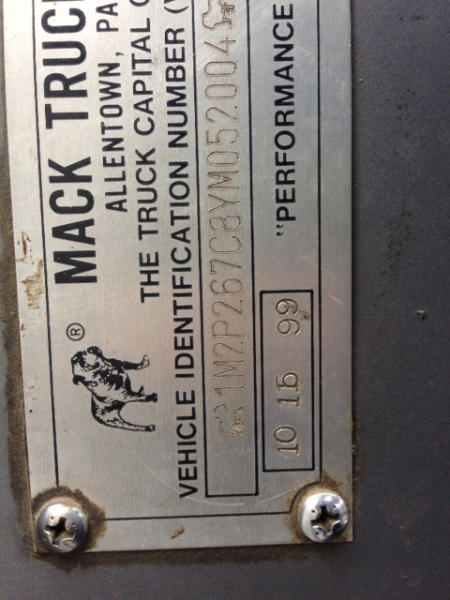 MACK TRUC
®
ALLENTOWN, PA
THE TRUCK CAPITAL O
VEHICLE IDENTIFICATION NUMBER (V
1M2P267C8YM052004
"PERFORMANCE
10 15 99